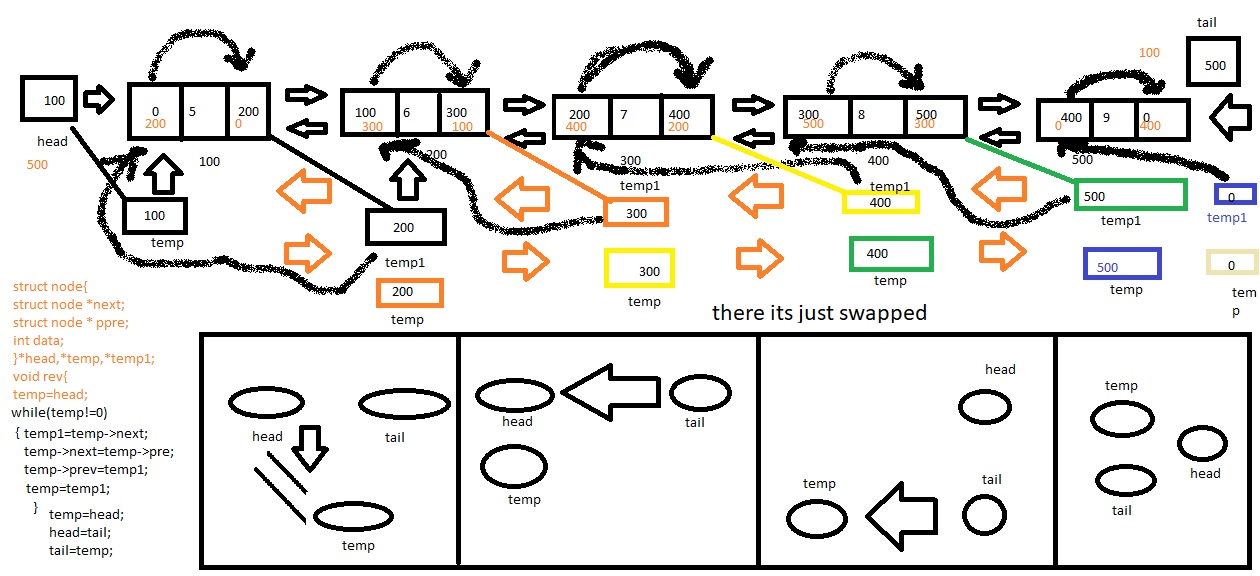 tail
100
500
100
0 5 200
200 0
100 6 300
300 100
200 7 400
400 200
300 8 500
500 300
400 9 0
0 400
head
500
100
200
300
400
500
100
temp
200
temp1
300
temp1
400
temp1
500
temp1
0
temp1
200
temp
300
temp
400
temp
500
temp
0
tem
p
there its just swapped
struct node{
struct node *next;
struct node * ppre;
int data;
}*head,*temp,*temp1;
void rev{
temp=head;
while(temp!=0)
{ temp1=temp->next;
temp->next=temp->pre;
temp->prev=temp1;
temp=temp1;
}
temp=head;
head=tail;
tail=temp;
head
tail
temp
head
tail
temp
head
temp
tail
temp
head
tail